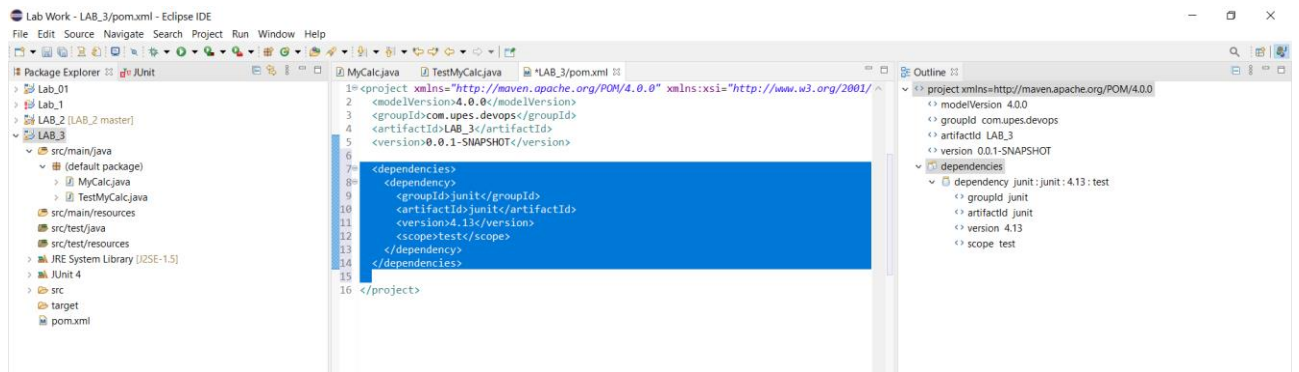 Lab Work - LAB_3/pom.xml - Eclipse IDE
File Edit Source Navigate Search Project Run Window Help
Package Explorer JUnit
Lab_01
Lab_1
LAB_2 [LAB_2 master]
LAB_3
src/main/java
(default package)
MyCalc.java
TestMyCalc.java
src/main/resources
src/test/java
src/test/resources
JRE System Library [J2SE-1.5]
JUnit 4
src
target
pom.xml
MyCalc.java TestMyCalc.java *LAB_3/pom.xml
1 <project xmlns="http://maven.apache.org/POM/4.0.0" xmlns:xsi="http://www.w3.org/2001/
2 <modelVersion>4.0.0</modelVersion>
3 <groupId>com.upes.devops</groupId>
4 <artifactId>LAB_3</artifactId>
5 <version>0.0.1-SNAPSHOT</version>
6
7 <dependencies>
8 <dependency>
9 <groupId>junit</groupId>
10 <artifactId>junit</artifactId>
11 <version>4.13</version>
12 <scope>test</scope>
13 </dependency>
14 </dependencies>
15
16 </project>
Outline
project xmlns=http://maven.apache.org/POM/4.0.0
modelVersion 4.0.0
groupId com.upes.devops
artifactId LAB_3
version 0.0.1-SNAPSHOT
dependencies
dependency junit : junit : 4.13 : test
groupId junit
artifactId junit
version 4.13
scope test